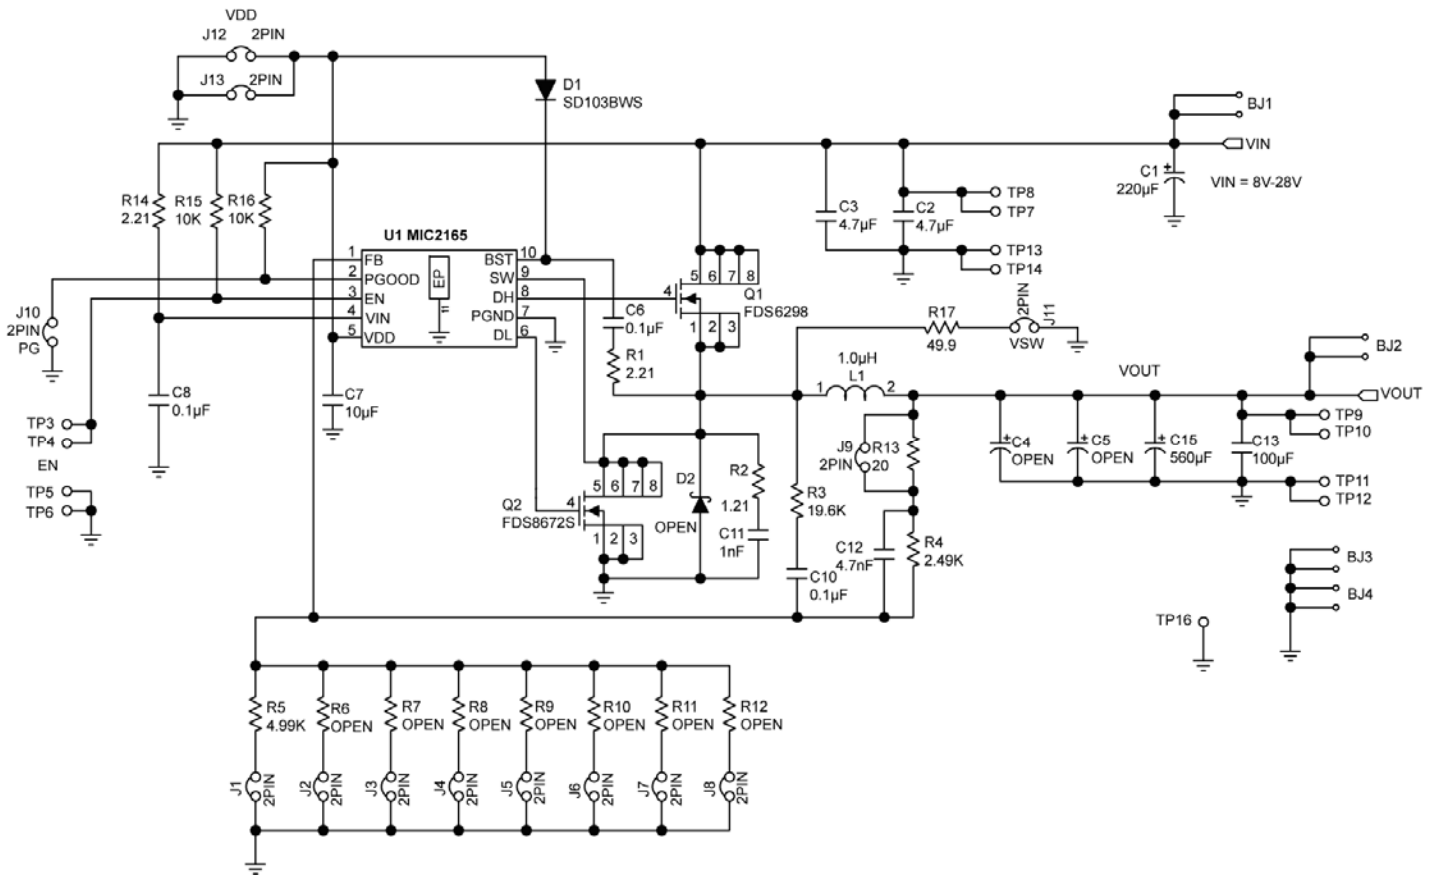 VDD
J12 2PIN
J13 2PIN
D1
SD103BWS
BJ1
VIN
C1
220µF
+
VIN = 8V-28V
R14
2.21
R15
10K
R16
10K
C3
4.7µF
C2
4.7µF
TP8
TP7
TP13
TP14
U1 MIC2165
1 FB
2 PGOOD
3 EN
4 VIN
5 VDD
EP
11
BST 10
SW 9
DH 8
PGND 7
DL 6
5 6 7 8
4
Q1
FDS6298
1 2 3
J10
2PIN
PG
C6
0.1µF
R1
2.21
R17
49.9
2PIN
J11
VSW
BJ2
1.0µH
L1
1 2
VOUT
VOUT
C8
0.1µF
C7
10µF
TP3
TP4
EN
TP5
TP6
TP9
TP10
TP11
TP12
J9
2PIN
R13
20
+
C4
OPEN
+
C5
OPEN
+
C15
560µF
C13
100µF
5 6 7 8
4
Q2
FDS8672S
1 2 3
D2
OPEN
R2
1.21
C11
1nF
R3
19.6K
C10
0.1µF
C12
4.7nF
R4
2.49K
BJ3
BJ4
TP16
R5
4.99K
R6
OPEN
R7
OPEN
R8
OPEN
R9
OPEN
R10
OPEN
R11
OPEN
R12
OPEN
J1
2PIN
J2
2PIN
J3
2PIN
J4
2PIN
J5
2PIN
J6
2PIN
J7
2PIN
J8
2PIN